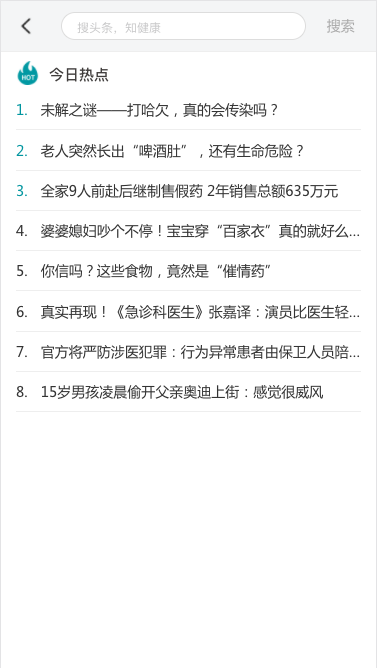 搜头条，知健康
搜索
HOT
今日热点
1. 未解之谜——打哈欠，真的会传染吗？
2. 老人突然长出“啤酒肚”，还有生命危险？
3. 全家9人前赴后继制售假药 2年销售总额635万元
4. 婆婆媳妇吵个不停！宝宝穿“百家衣”真的就好么...
5. 你信吗？这些食物，竟然是“催情药”
6. 真实再现！《急诊科医生》张嘉译：演员比医生轻...
7. 官方将严防涉医犯罪：行为异常患者由保卫人员陪...
8. 15岁男孩凌晨偷开父亲奥迪上街：感觉很威风